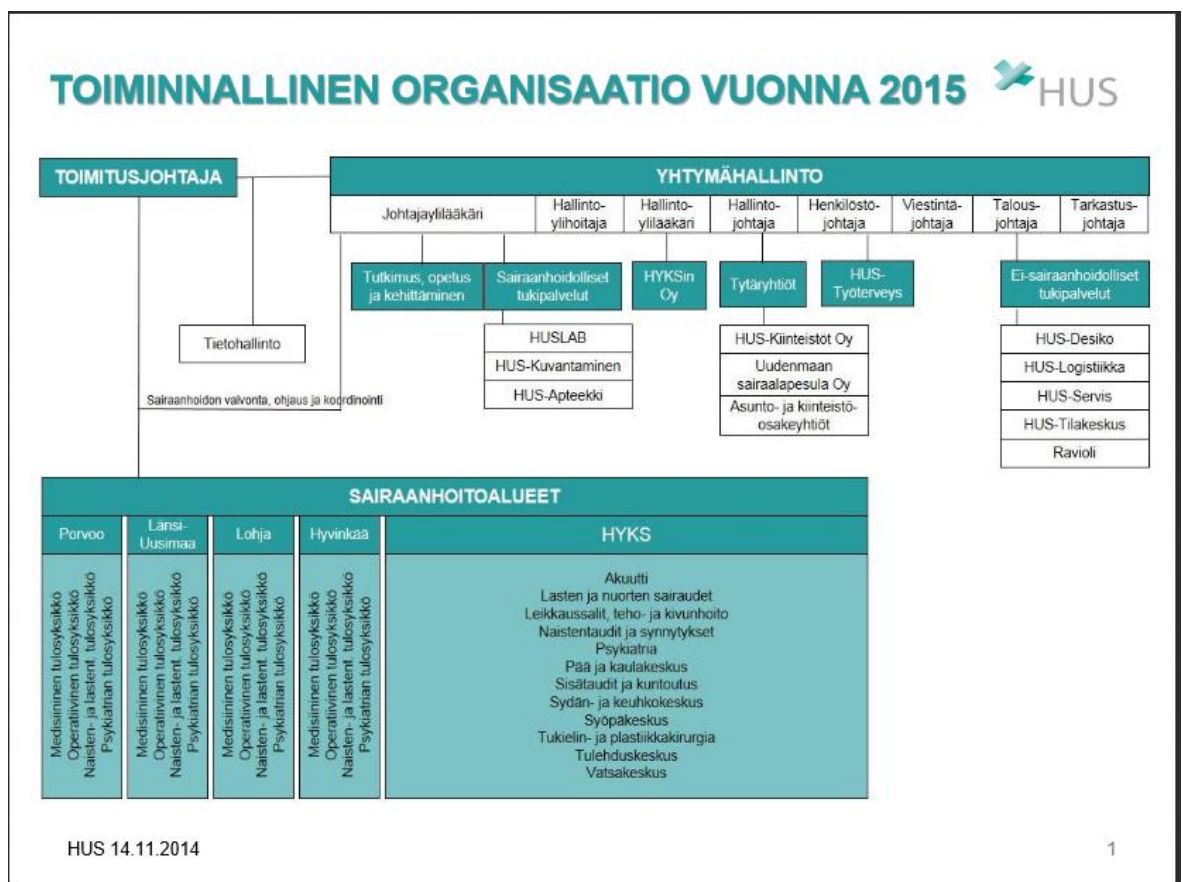 TOIMINNALLINEN ORGANISAATIO VUONNA 2015
HUS
TOIMITUSJOHTAJA
YHTYMÄHALLINTO
Johtajaylilääkäri
Hallinto-
ylihoitaja
Hallinto-
ylilääkäri
Hallinto-
johtaja
Henkilöstö-
johtaja
Viestintä-
johtaja
Talous-
johtaja
Tarkastus-
johtaja
Tutkimus, opetus
ja kehittäminen
Sairaanhoidolliset
tukipalvelut
HYKSin
Oy
Tytäryhtiöt
HUS-
Työterveys
Ei-sairaanhoidolliset
tukipalvelut
Tietohallinto
HUSLAB
HUS-Kuvantaminen
HUS-Apteekki
HUS-Kiinteistöt Oy
Uudenmaan
sairaalapesula Oy
Asunto- ja kiinteistö-
osakeyhtiöt
HUS-Desiko
HUS-Logistiikka
HUS-Servis
HUS-Tilakeskus
Ravioli
Sairaanhoidon valvonta, ohjaus ja koordinointi
SAIRAANHOITOALUEET
Porvoo
Länsi-
Uusimaa
Lohja
Hyvinkää
HYKS
Medisiininen tulosyksikkö
Operatiivinen tulosyksikkö
Naisten- ja lastent. tulosyksikkö
Psykiatrian tulosyksikkö
Medisiininen tulosyksikkö
Operatiivinen tulosyksikkö
Naisten- ja lastent. tulosyksikkö
Psykiatrian tulosyksikkö
Medisiininen tulosyksikkö
Operatiivinen tulosyksikkö
Naisten- ja lastent. tulosyksikkö
Psykiatrian tulosyksikkö
Medisiininen tulosyksikkö
Operatiivinen tulosyksikkö
Naisten- ja lastent. tulosyksikkö
Psykiatrian tulosyksikkö
Akuutti
Lasten ja nuorten sairaudet
Leikkaussalit, teho- ja kivunhoito
Naistentaudit ja synnytykset
Psykiatria
Pää ja kaulakeskus
Sisätaudit ja kuntoutus
Sydän- ja keuhkokeskus
Syöpäkeskus
Tukielin- ja plastiikkakirurgia
Tulehduskeskus
Vatsakeskus
HUS 14.11.2014
1